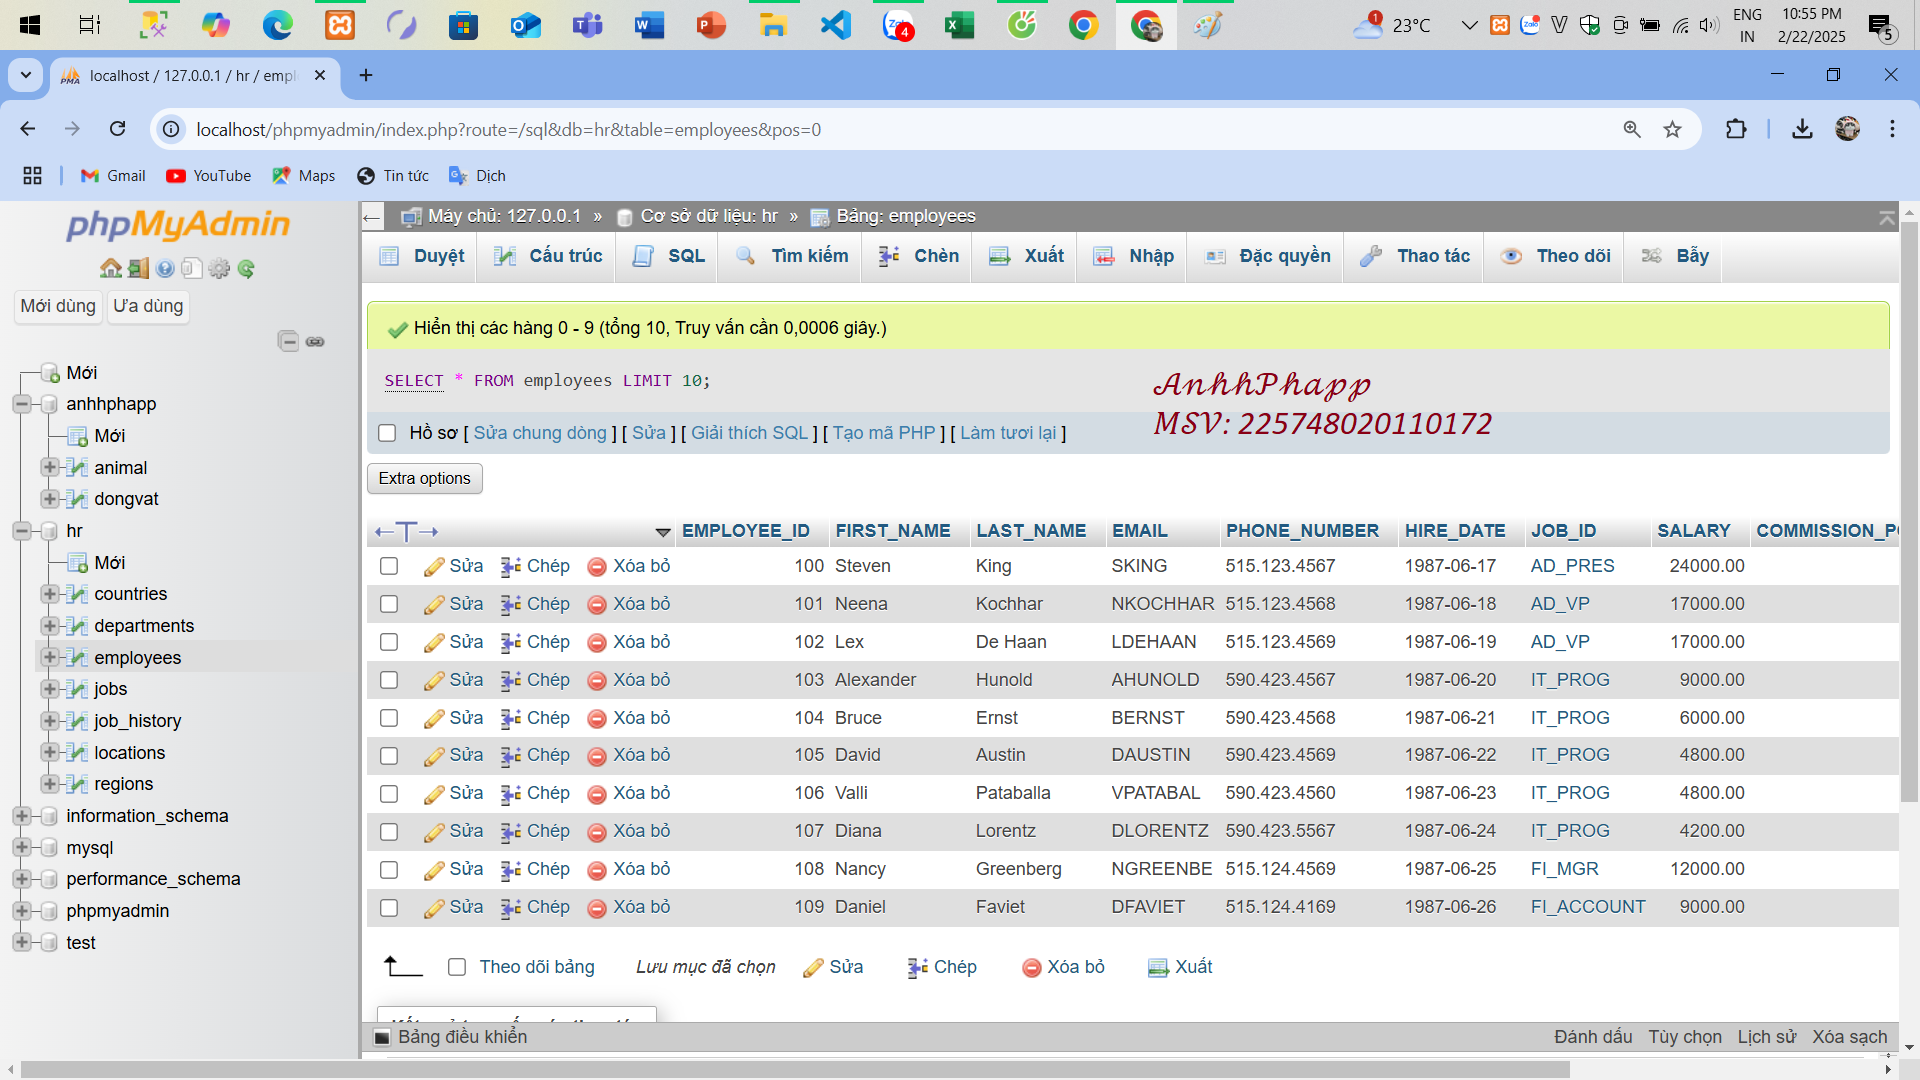 23°C
ENG
IN
10:55 PM
2/22/2025
5
localhost / 127.0.0.1 / hr / empl
localhost/phpmyadmin/index.php?route=/sql&db=hr&table=employees&pos=0
Gmail YouTube Maps Tin tức Dịch
phpMyAdmin
Mới dùng Ưa dùng
Mới
anhhphapp
Mới
animal
dongvat
hr
Mới
countries
departments
employees
jobs
job_history
locations
regions
information_schema
mysql
performance_schema
phpmyadmin
test
Máy chủ: 127.0.0.1 » Cơ sở dữ liệu: hr » Bảng: employees
Duyệt Cấu trúc SQL Tìm kiếm Chèn Xuất Nhập Đặc quyền Thao tác Theo dõi Bẫy
Hiển thị các hàng 0 - 9 (tổng 10, Truy vấn cần 0,0006 giây.)
SELECT * FROM employees LIMIT 10;
AnhhPhapp
MSV: 225748020110172
Hồ sơ [ Sửa chung dòng ] [ Sửa ] [ Giải thích SQL ] [ Tạo mã PHP ] [ Làm tươi lại ]
Extra options
←T→ EMPLOYEE_ID FIRST_NAME LAST_NAME EMAIL PHONE_NUMBER HIRE_DATE JOB_ID SALARY COMMISSION_PC
Sửa Chép Xóa bỏ 100 Steven King SKING 515.123.4567 1987-06-17 AD_PRES 24000.00
Sửa Chép Xóa bỏ 101 Neena Kochhar NKOCHHAR 515.123.4568 1987-06-18 AD_VP 17000.00
Sửa Chép Xóa bỏ 102 Lex De Haan LDEHAAN 515.123.4569 1987-06-19 AD_VP 17000.00
Sửa Chép Xóa bỏ 103 Alexander Hunold AHUNOLD 590.423.4567 1987-06-20 IT_PROG 9000.00
Sửa Chép Xóa bỏ 104 Bruce Ernst BERNST 590.423.4568 1987-06-21 IT_PROG 6000.00
Sửa Chép Xóa bỏ 105 David Austin DAUSTIN 590.423.4569 1987-06-22 IT_PROG 4800.00
Sửa Chép Xóa bỏ 106 Valli Pataballa VPATABAL 590.423.4560 1987-06-23 IT_PROG 4800.00
Sửa Chép Xóa bỏ 107 Diana Lorentz DLORENTZ 590.423.5567 1987-06-24 IT_PROG 4200.00
Sửa Chép Xóa bỏ 108 Nancy Greenberg NGREENBE 515.124.4569 1987-06-25 FI_MGR 12000.00
Sửa Chép Xóa bỏ 109 Daniel Faviet DFAVIET 515.124.4169 1987-06-26 FI_ACCOUNT 9000.00
Theo dõi bảng Lưu mục đã chọn Sửa Chép Xóa bỏ Xuất
Bảng điều khiển Đánh dấu Tùy chọn Lịch sử Xóa sạch